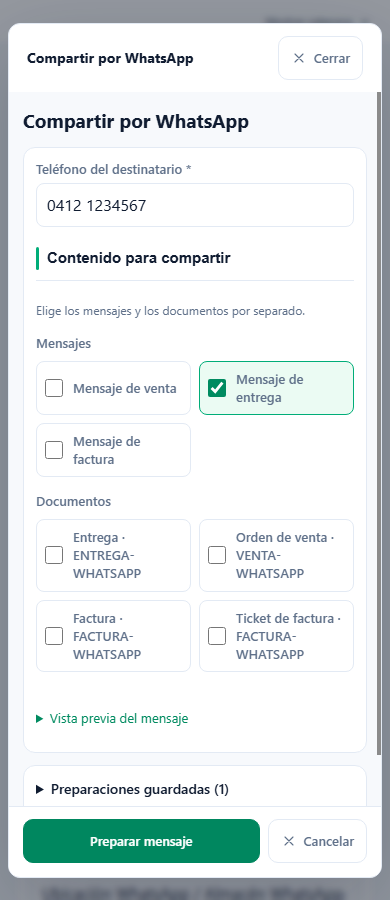 Compartir por WhatsApp
Cerrar
Compartir por WhatsApp
Teléfono del destinatario *
0412 1234567
Contenido para compartir
Elige los mensajes y los documentos por separado.
Mensajes
Mensaje de venta
Mensaje de
entrega
Mensaje de
factura
Documentos
Entrega ·
ENTREGA-
WHATSAPP
Orden de venta ·
VENTA-
WHATSAPP
Factura ·
FACTURA-
WHATSAPP
Ticket de factura ·
FACTURA-
WHATSAPP
Vista previa del mensaje
Preparaciones guardadas (1)
Preparar mensaje
Cancelar